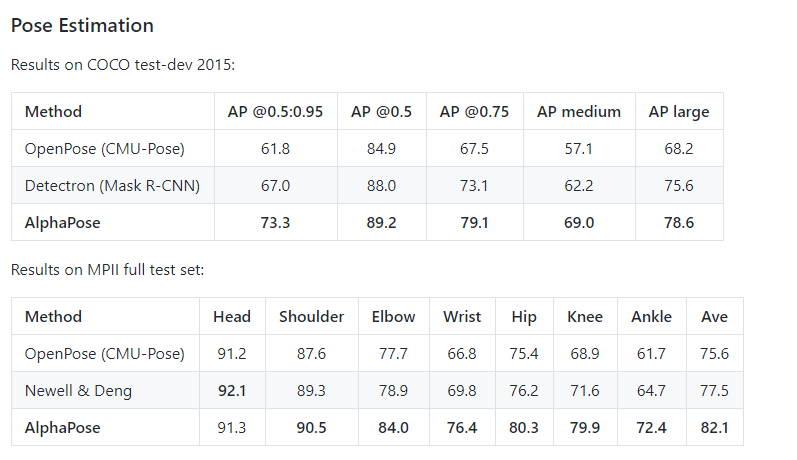 Pose Estimation
Results on COCO test-dev 2015:
Method AP @0.5:0.95 AP @0.5 AP @0.75 AP medium AP large
OpenPose (CMU-Pose) 61.8 84.9 67.5 57.1 68.2
Detectron (Mask R-CNN) 67.0 88.0 73.1 62.2 75.6
AlphaPose 73.3 89.2 79.1 69.0 78.6
Results on MPII full test set:
Method Head Shoulder Elbow Wrist Hip Knee Ankle Ave
OpenPose (CMU-Pose) 91.2 87.6 77.7 66.8 75.4 68.9 61.7 75.6
Newell & Deng 92.1 89.3 78.9 69.8 76.2 71.6 64.7 77.5
AlphaPose 91.3 90.5 84.0 76.4 80.3 79.9 72.4 82.1